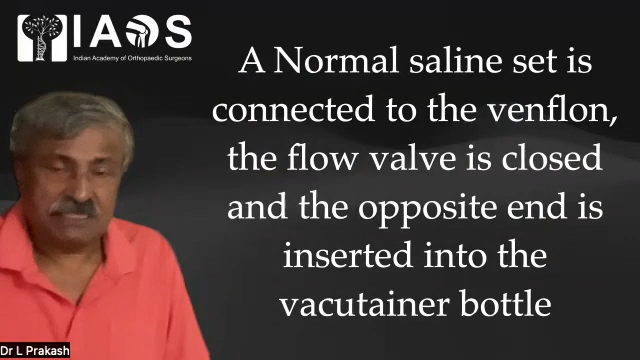 IAOS
Indian Academy of Orthopaedic Surgeons
A Normal saline set is
connected to the venflon,
the flow valve is closed
and the opposite end is
inserted into the
vacutainer bottle
Dr L Prakash